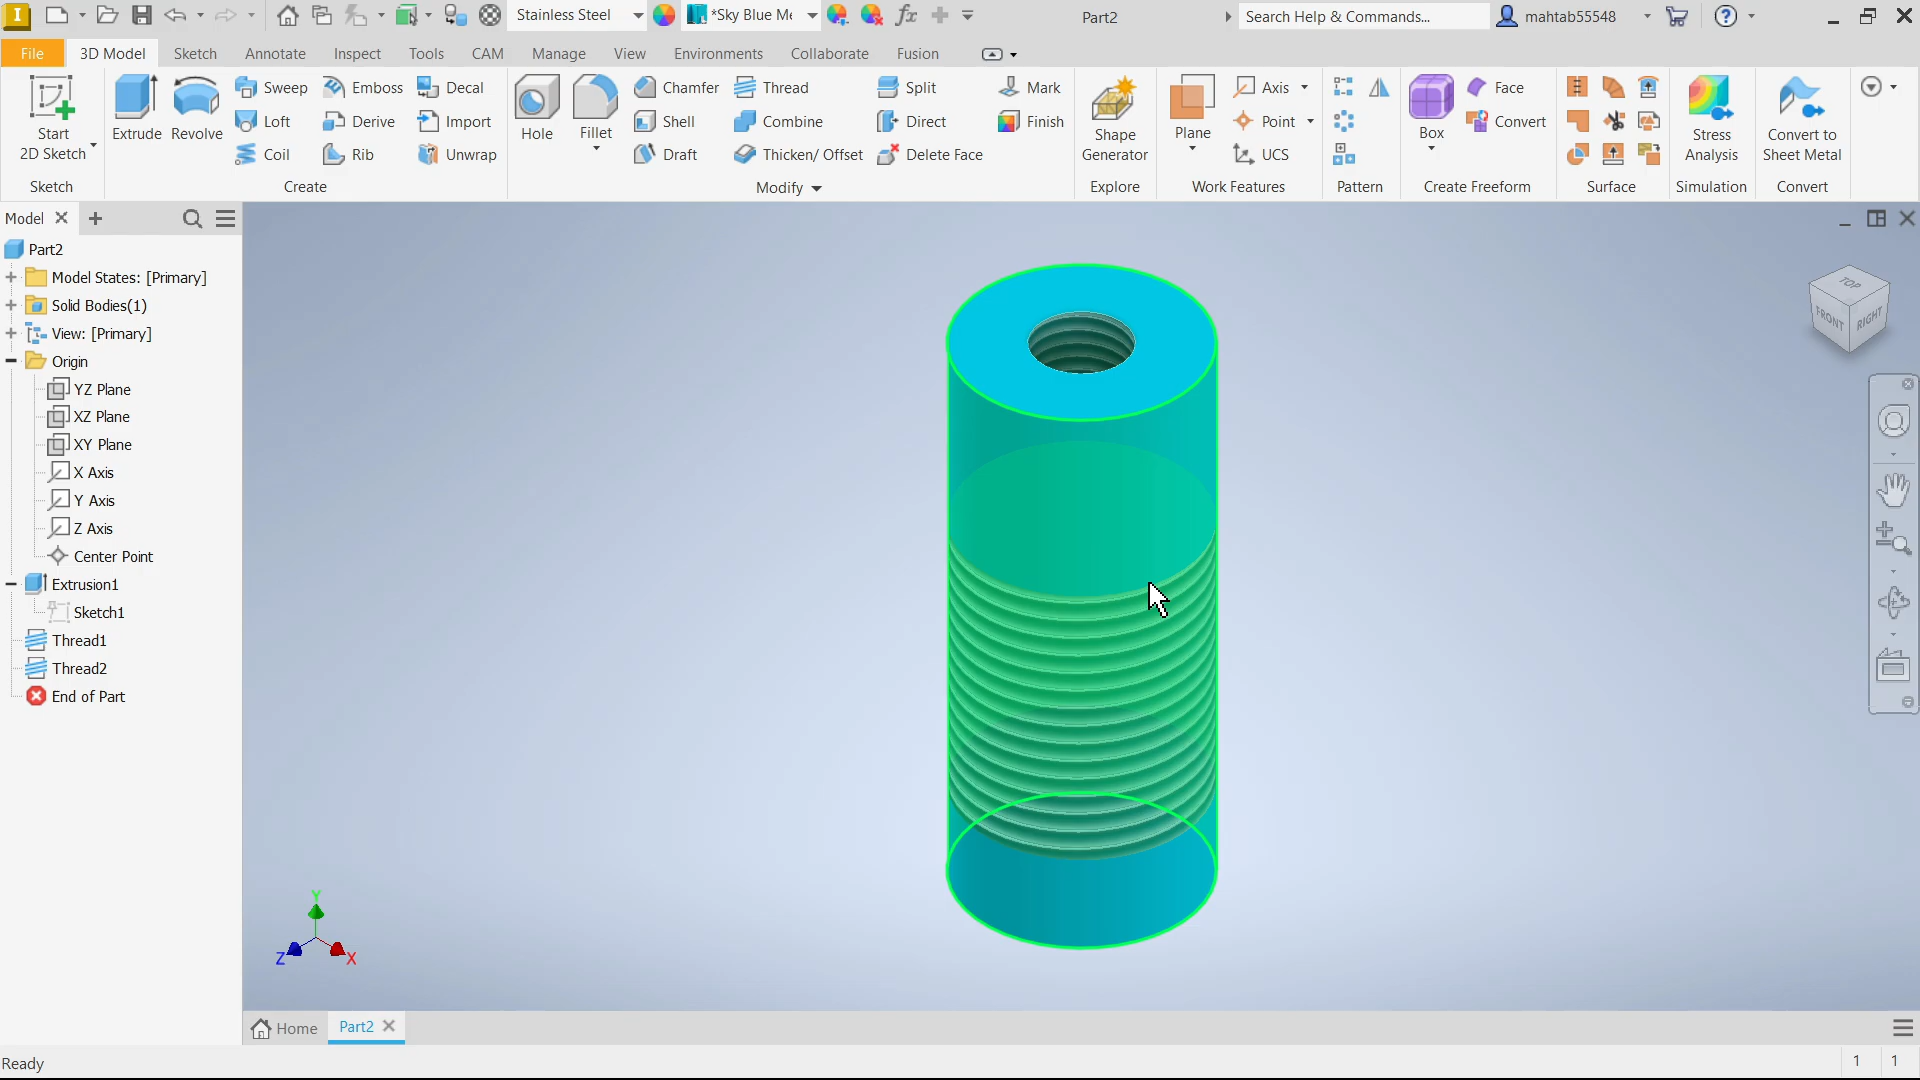 Stainless Steel
*Sky Blue Me
Part2
Search Help & Commands...
mahtab55548
File
3D Model
Sketch
Annotate
Inspect
Tools
CAM
Manage
View
Environments
Collaborate
Fusion
Start
2D Sketch
Sketch
Extrude
Revolve
Sweep
Loft
Coil
Emboss
Derive
Rib
Decal
Import
Unwrap
Create
Hole
Fillet
Chamfer
Shell
Draft
Thread
Combine
Thicken/ Offset
Split
Direct
Delete Face
Mark
Finish
Modify
Shape
Generator
Explore
Plane
Axis
Point
UCS
Work Features
Pattern
Box
Face
Convert
Create Freeform
Surface
Stress
Analysis
Simulation
Convert to
Sheet Metal
Convert
Model
Part2
Model States: [Primary]
Solid Bodies(1)
View: [Primary]
Origin
YZ Plane
XZ Plane
XY Plane
X Axis
Y Axis
Z Axis
Center Point
Extrusion1
Sketch1
Thread1
Thread2
End of Part
TOP
FRONT
RIGHT
Y
Z
X
Home
Part2
Ready
1
1